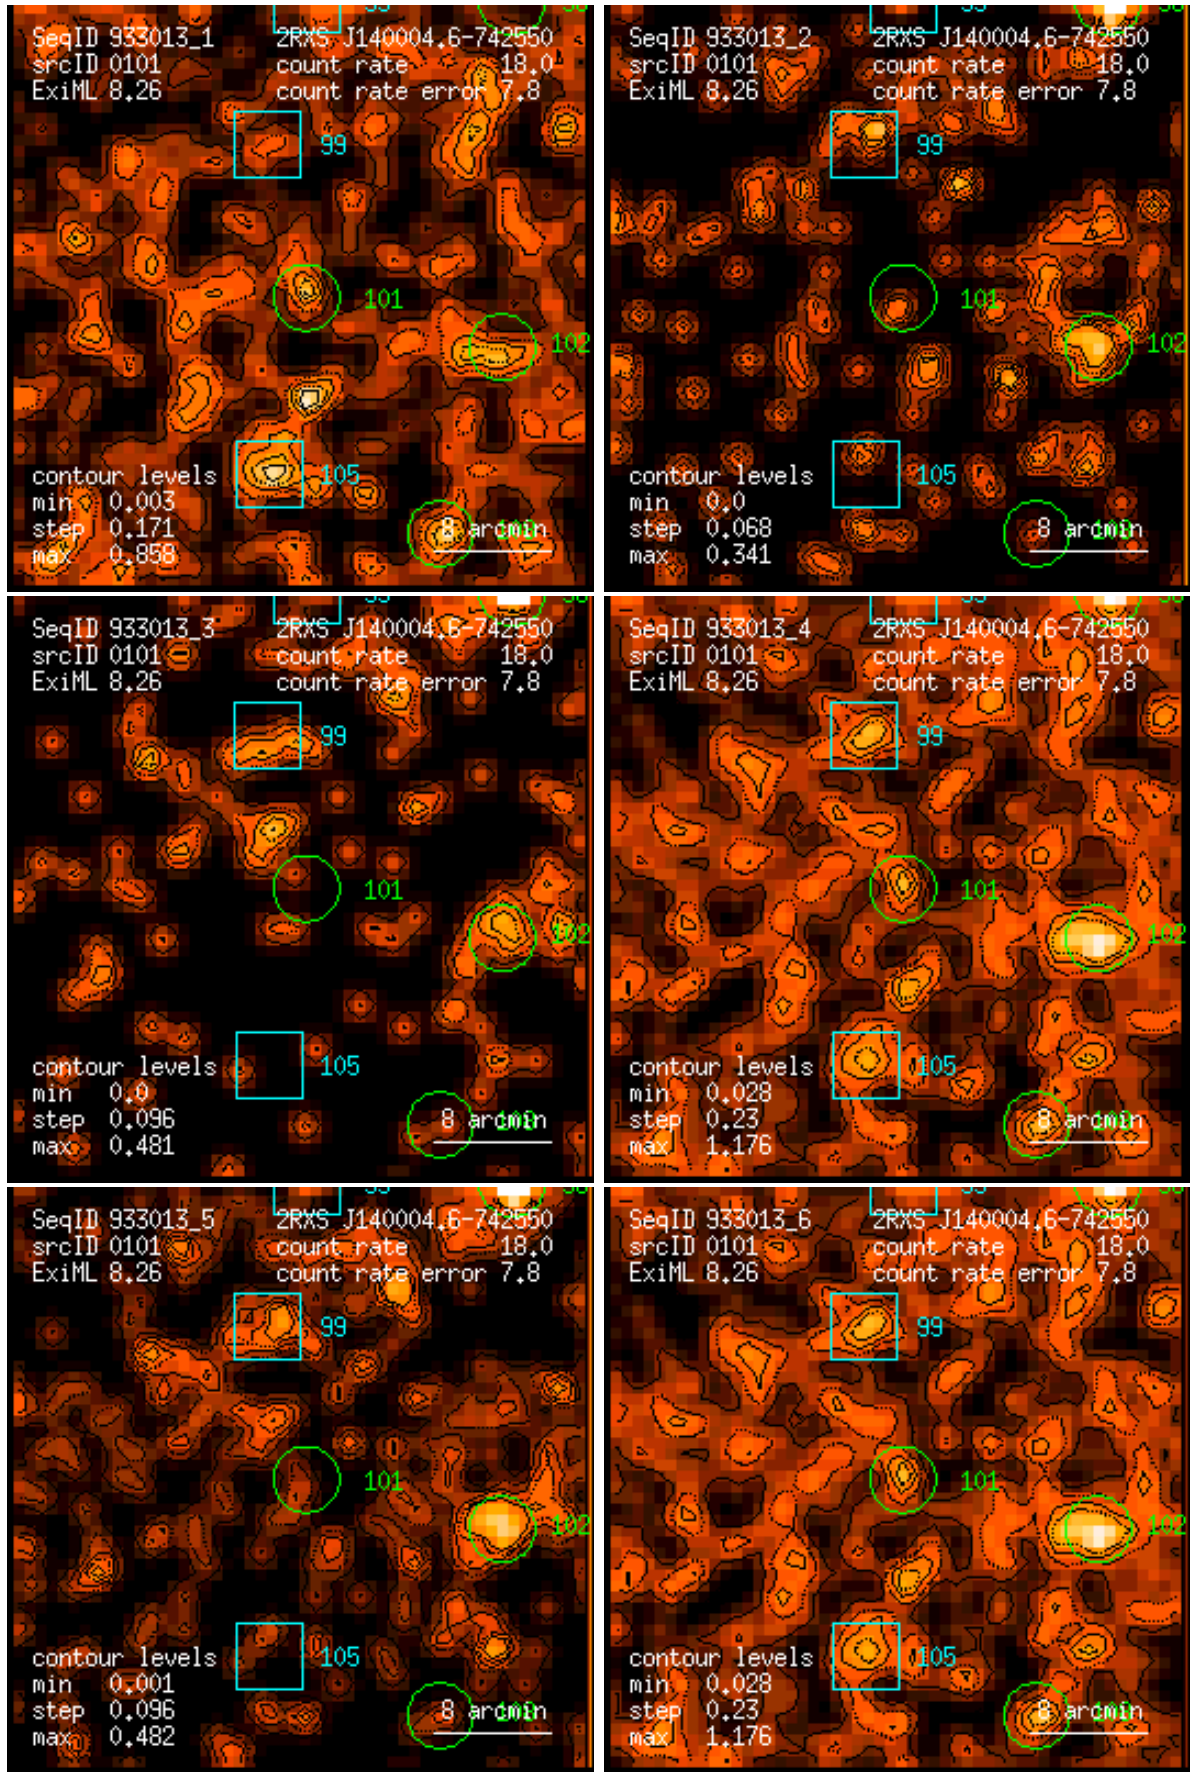 SeqID 933013_1 2RXS J140004.6-742550
srcID 0101 count rate 18.0
ExiML 8.26 count rate error 7.8
99
101
102
105
contour levels
min 0.003
step 0.171
max 0.858
8 arcmin
SeqID 933013_2 2RXS J140004.6-742550
srcID 0101 count rate 18.0
ExiML 8.26 count rate error 7.8
99
101
102
105
contour levels
min 0.0
step 0.068
max 0.341
8 arcmin
SeqID 933013_3 2RXS J140004.6-742550
srcID 0101 count rate 18.0
ExiML 8.26 count rate error 7.8
99
101
102
105
contour levels
min 0.0
step 0.096
max 0.481
8 arcmin
SeqID 933013_4 2RXS J140004.6-742550
srcID 0101 count rate 18.0
ExiML 8.26 count rate error 7.8
99
101
102
105
contour levels
min 0.028
step 0.23
max 1.176
8 arcmin
SeqID 933013_5 2RXS J140004.6-742550
srcID 0101 count rate 18.0
ExiML 8.26 count rate error 7.8
99
101
102
105
contour levels
min 0.001
step 0.096
max 0.482
8 arcmin
SeqID 933013_6 2RXS J140004.6-742550
srcID 0101 count rate 18.0
ExiML 8.26 count rate error 7.8
99
101
102
105
contour levels
min 0.028
step 0.23
max 1.176
8 arcmin